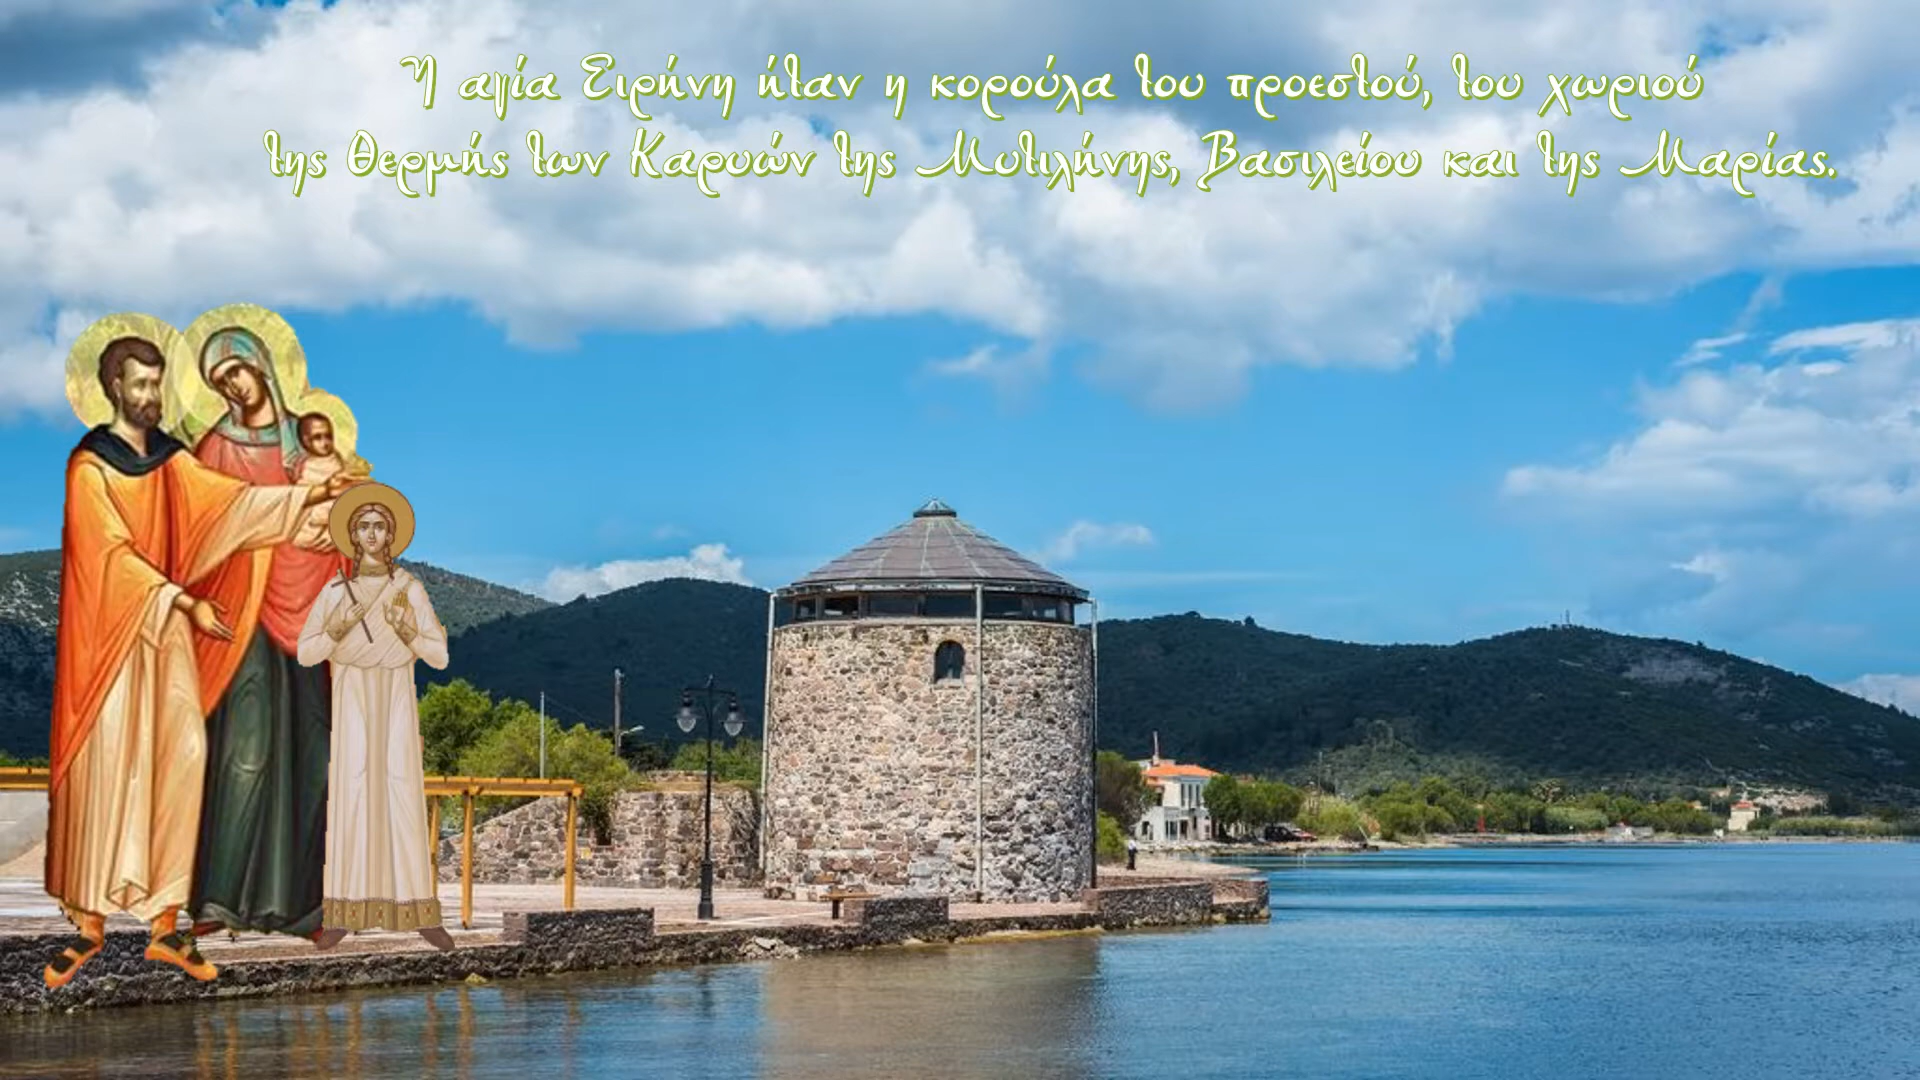 Η αγία Ειρήνη ήταν η κορούλα του προεστού, του χωριού
της Θερμής των Καρυών της Μυτιλήνης, Βασιλείου και της Μαρίας.